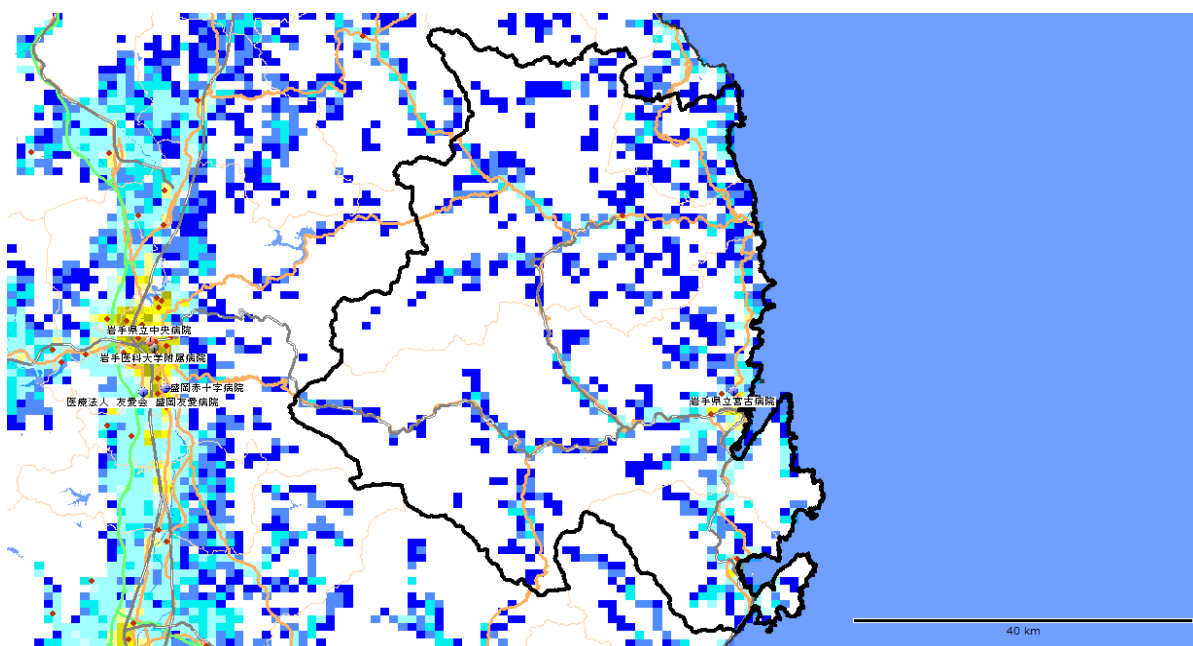 岩手県立中央病院
岩手医科大学附属病院
盛岡赤十字病院
医療法人 友愛会 盛岡友愛病院
岩手県立宮古病院
40 km